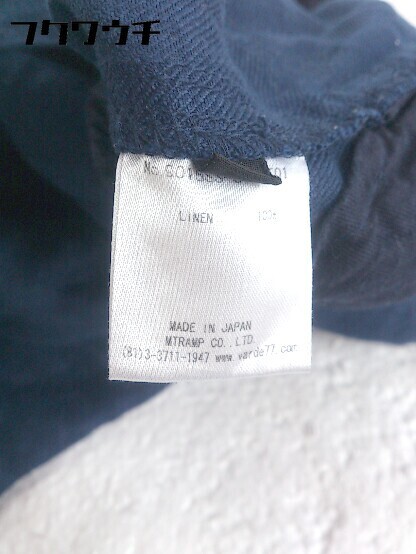 フクワウチ
LINEN 100%
MADE IN JAPAN
MTRAMP CO.,LTD.
(81)3-3711-1947 www.varde77.com